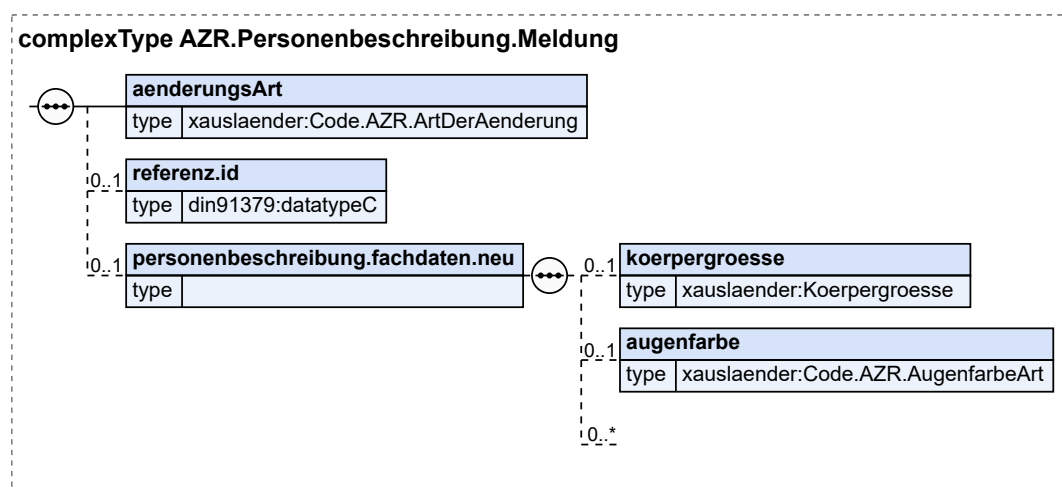 complexType AZR.Personenbeschreibung.Meldung
aenderungsArt
type xauslaender:Code.AZR.ArtDerAenderung
0..1
referenz.id
type din91379:datatypeC
0..1
personenbeschreibung.fachdaten.neu
type
0..1
koerpergroesse
type xauslaender:Koerpergroesse
0..1
augenfarbe
type xauslaender:Code.AZR.AugenfarbeArt
0..*